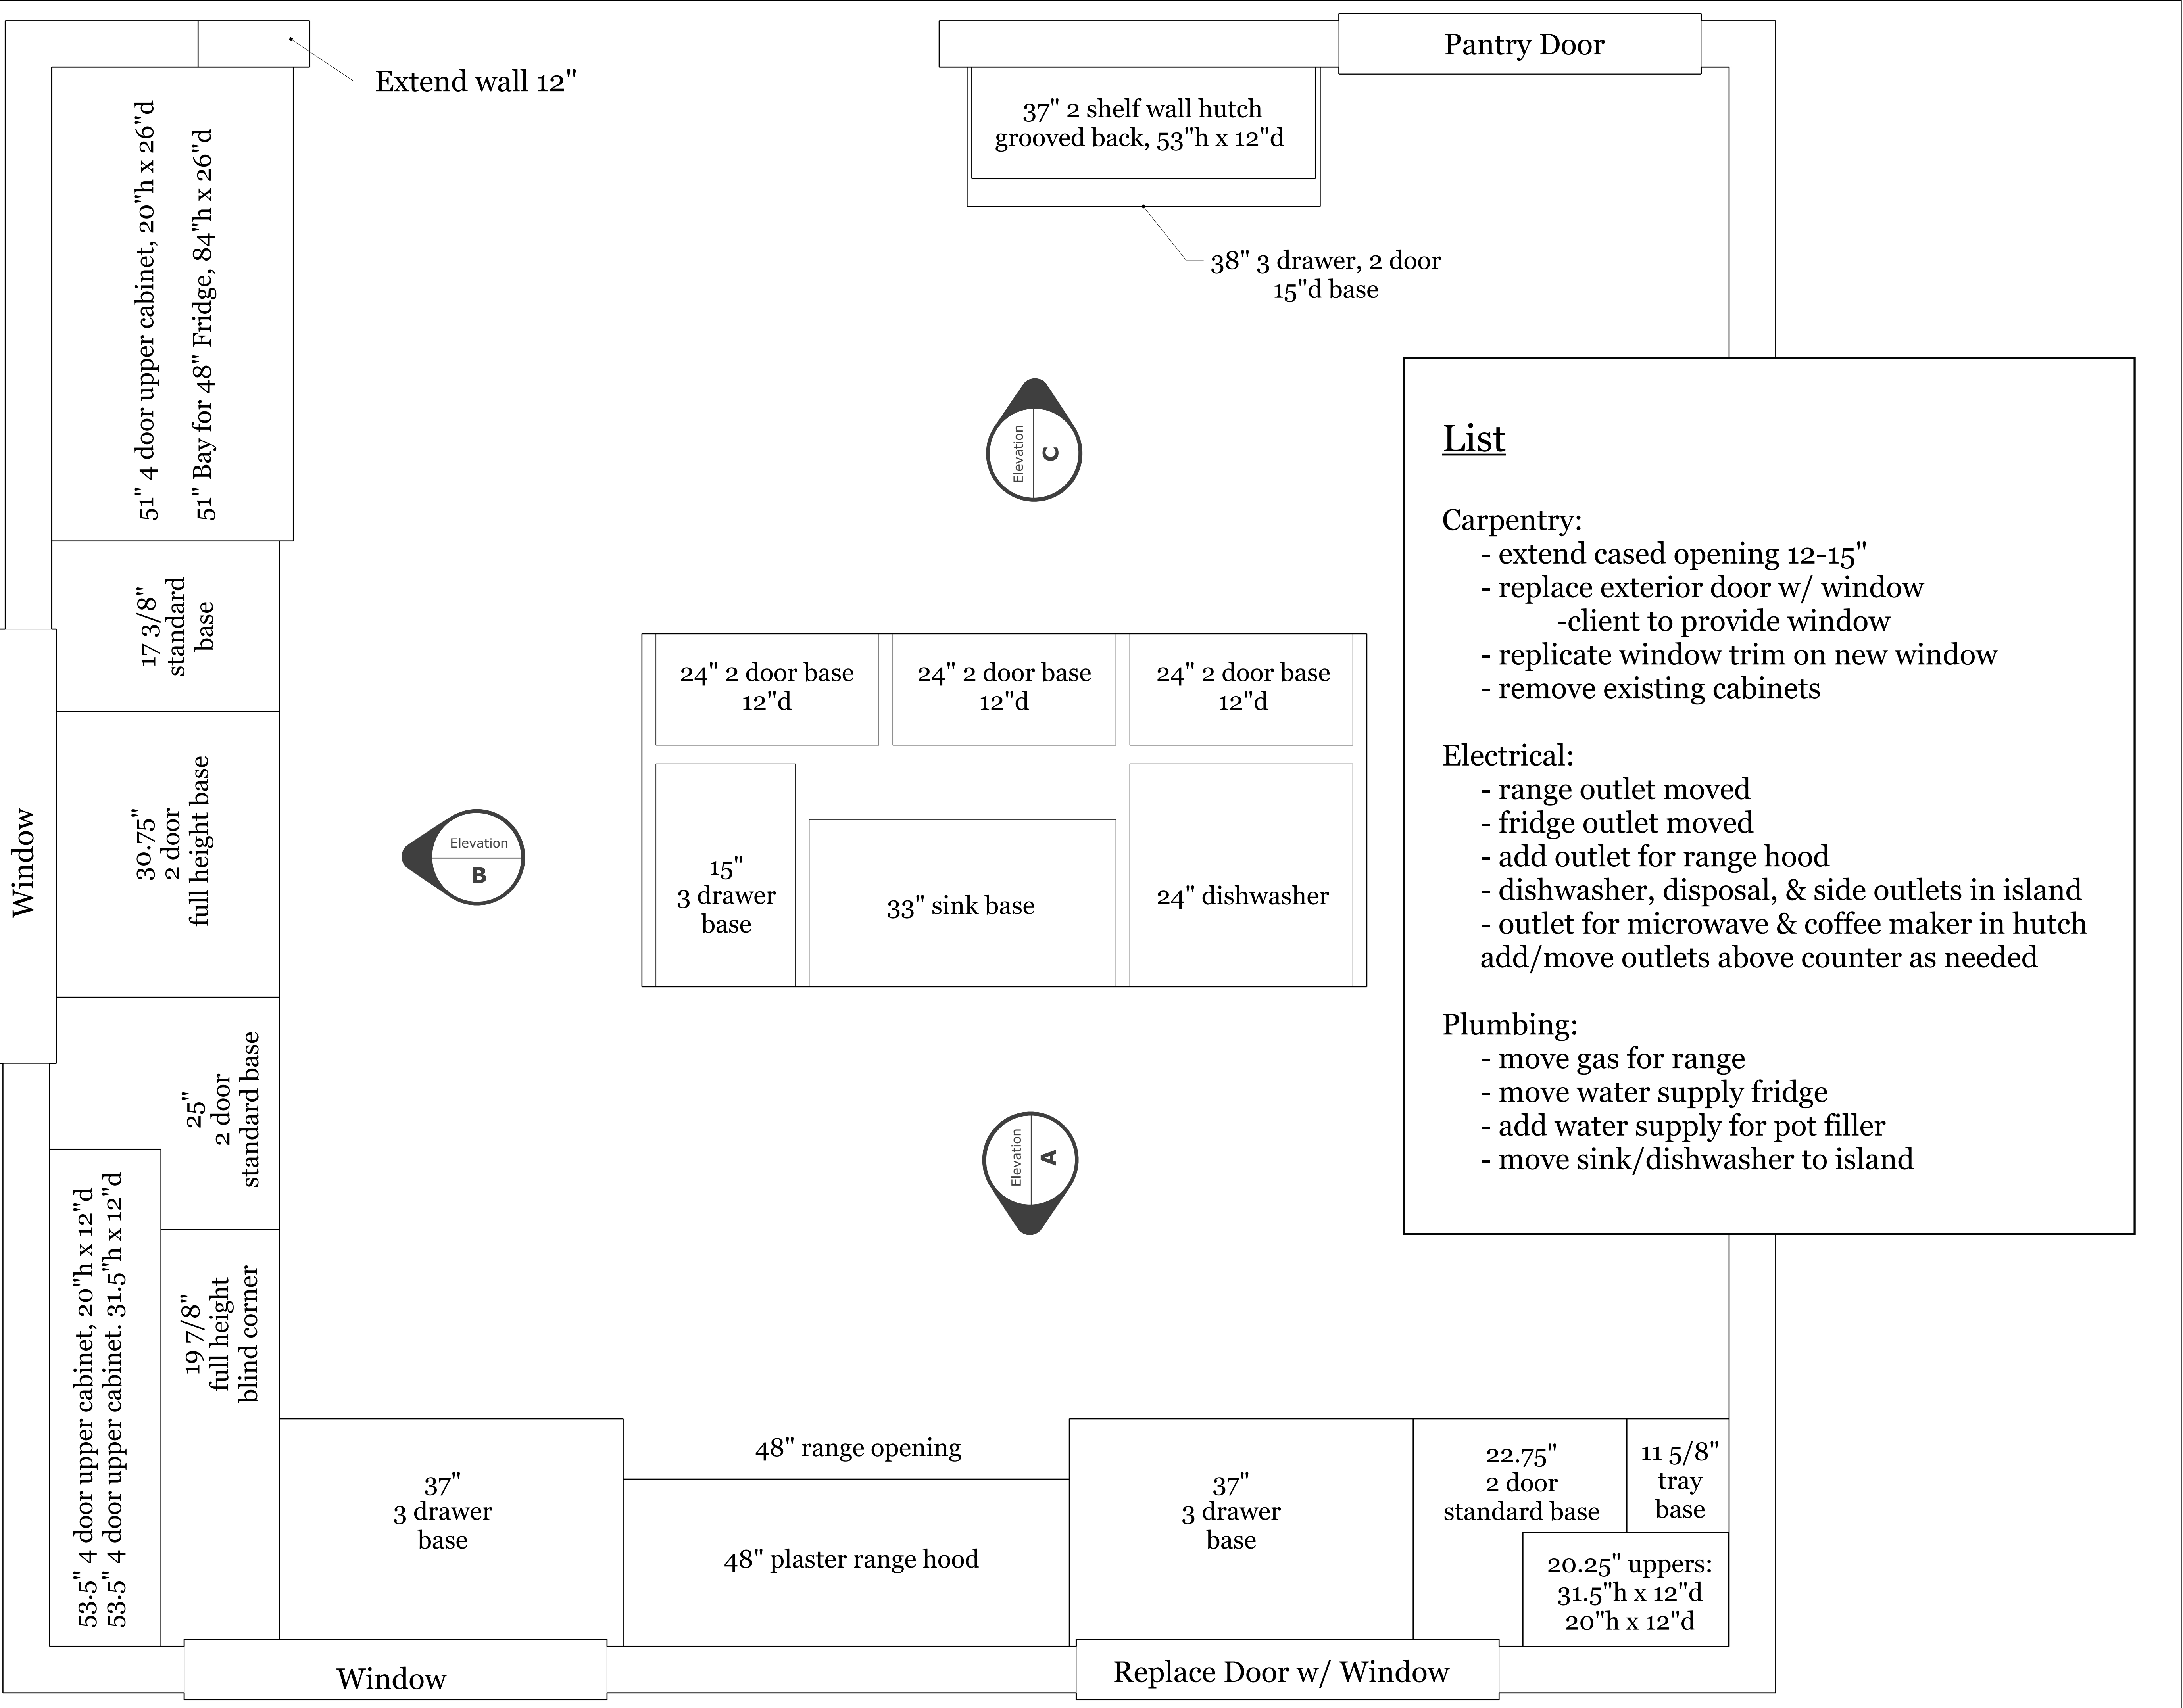 Pantry Door
Extend wall 12"
37" 2 shelf wall hutch
grooved back, 53"h x 12"d
38" 3 drawer, 2 door
15"d base
51" 4 door upper cabinet, 20"h x 26"d
51" Bay for 48" Fridge, 84"h x 26"d
Elevation
C
17 3/8"
standard
base
Window
30.75"
2 door
full height base
Elevation
B
24" 2 door base
12"d
24" 2 door base
12"d
24" 2 door base
12"d
15"
3 drawer
base
33" sink base
24" dishwasher
25"
2 door
standard base
Elevation
A
53.5" 4 door upper cabinet, 20"h x 12"d
53.5" 4 door upper cabinet. 31.5"h x 12"d
19 7/8"
full height
blind corner
37"
3 drawer
base
48" range opening
48" plaster range hood
37"
3 drawer
base
22.75"
2 door
standard base
11 5/8"
tray
base
20.25" uppers:
31.5"h x 12"d
20"h x 12"d
Window
Replace Door w/ Window
List
Carpentry:
- extend cased opening 12-15"
- replace exterior door w/ window
-client to provide window
- replicate window trim on new window
- remove existing cabinets
Electrical:
- range outlet moved
- fridge outlet moved
- add outlet for range hood
- dishwasher, disposal, & side outlets in island
- outlet for microwave & coffee maker in hutch
add/move outlets above counter as needed
Plumbing:
- move gas for range
- move water supply fridge
- add water supply for pot filler
- move sink/dishwasher to island